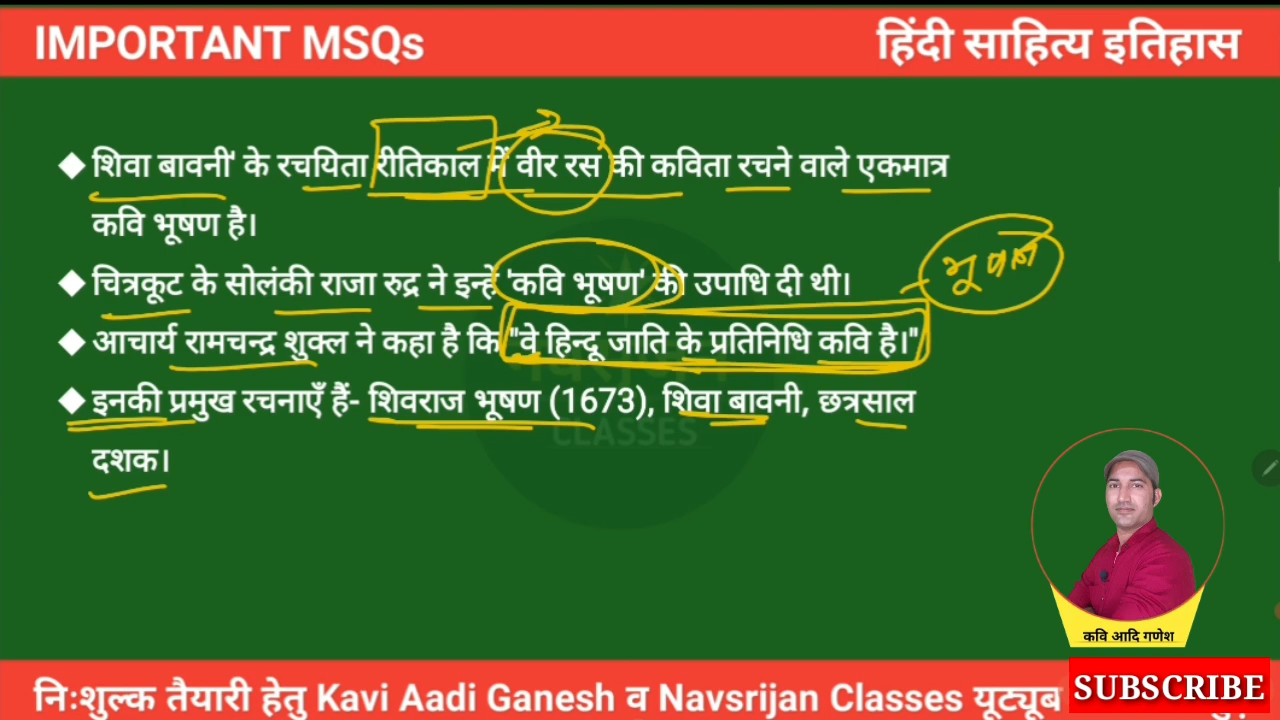 IMPORTANT MSQs
हिंदी साहित्य इतिहास
◆ शिवा बावनी' के रचयिता रीतिकाल में वीर रस की कविता रचने वाले एकमात्र
कवि भूषण है।
◆ चित्रकूट के सोलंकी राजा रुद्र ने इन्हे 'कवि भूषण' की उपाधि दी थी।
भूषण
◆ आचार्य रामचन्द्र शुक्ल ने कहा है कि "वे हिन्दू जाति के प्रतिनिधि कवि है।"
◆ इनकी प्रमुख रचनाएँ हैं- शिवराज भूषण (1673), शिवा बावनी, छत्रसाल
दशक।
CLASSES
कवि आदि गणेश
निःशुल्क तैयारी हेतु Kavi Aadi Ganesh व Navsrijan Classes यूट्यूब
SUBSCRIBE